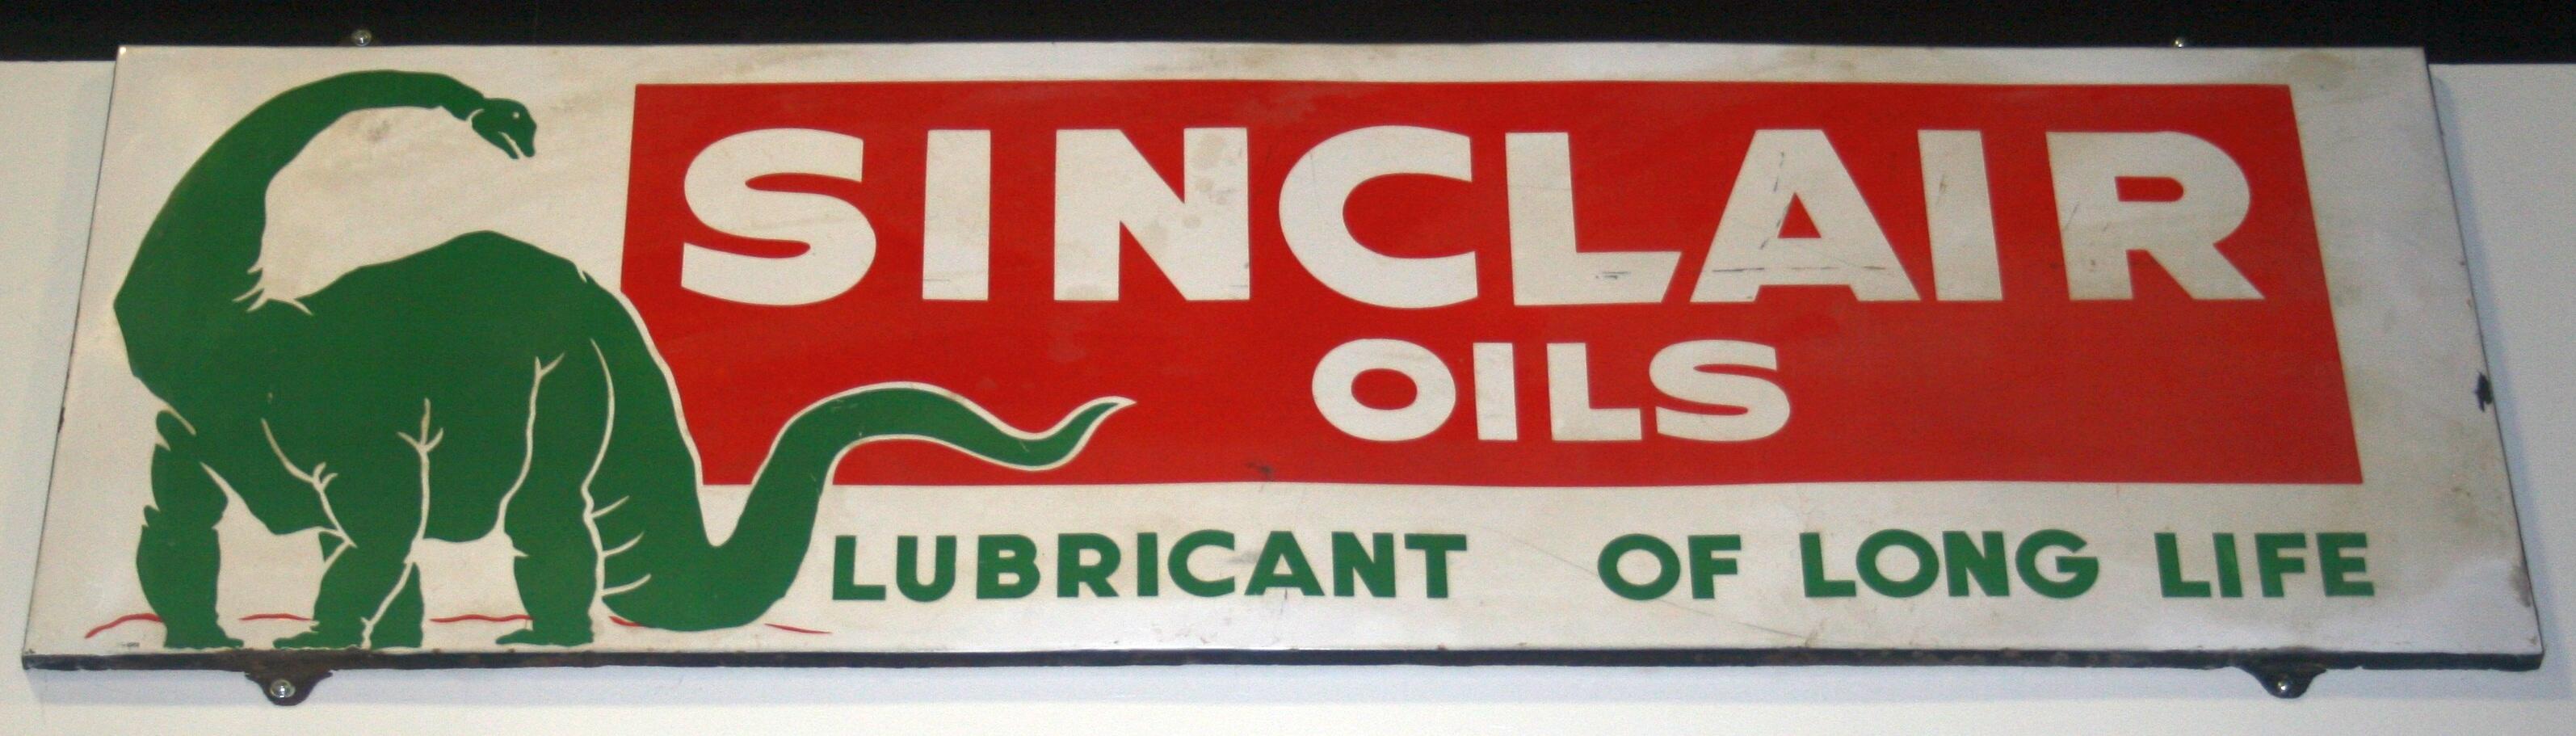 SINCLAIR
OILS
LUBRICANT OF LONG LIFE